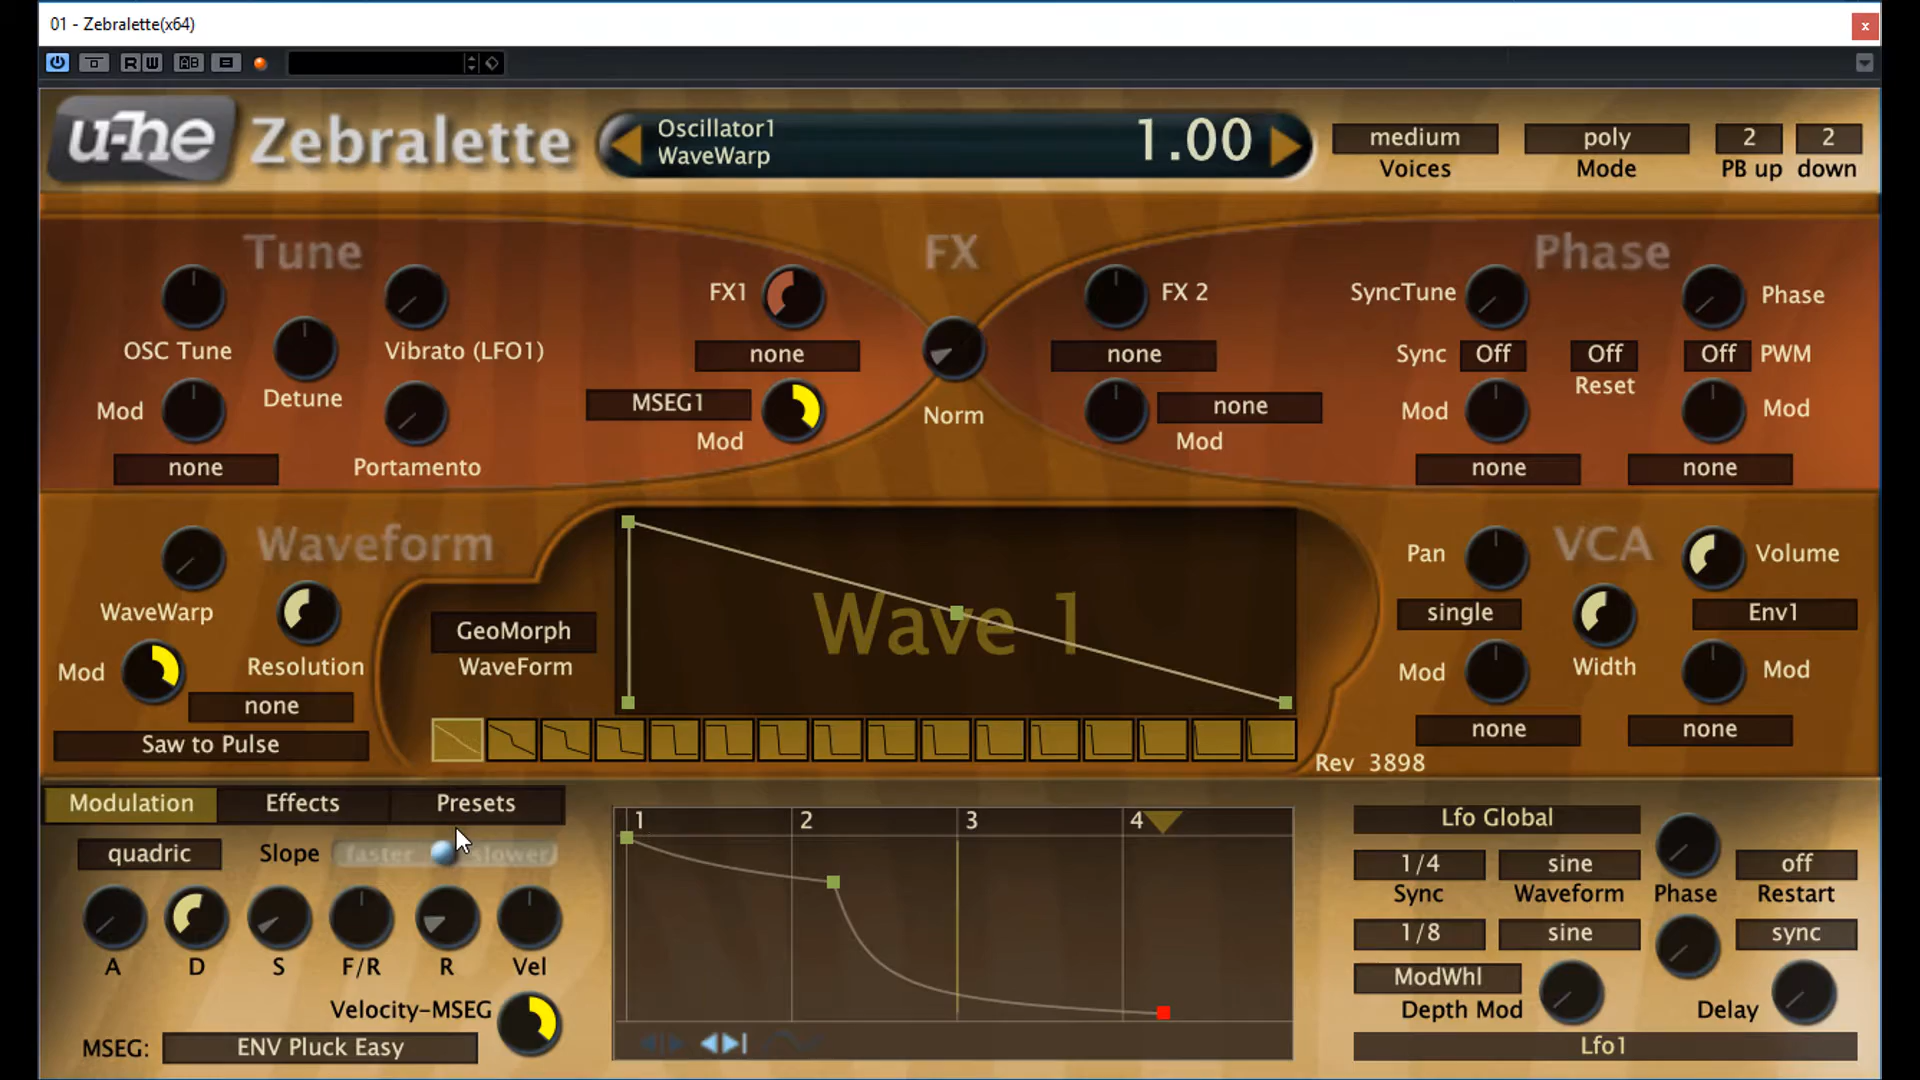 01 - Zebralette(x64)
R W AB
u-he Zebralette
Oscillator1
WaveWarp
1.00
medium
Voices
poly
Mode
2 2
PB up down
Tune
OSC Tune
Vibrato (LFO1)
Detune
Mod
none
Portamento
FX
FX1
none
MSEG1
Mod
Norm
FX 2
none
none
Mod
Phase
SyncTune
Phase
Sync Off
Off
Reset
Off PWM
Mod
Mod
none
none
Waveform
WaveWarp
Resolution
Mod
none
Saw to Pulse
GeoMorph
WaveForm
Wave 1
VCA
Pan
Volume
single
Env1
Width
Mod
Mod
none
none
Rev 3898
Modulation Effects Presets
quadric
Slope faster slower
A D S F/R R Vel
Velocity-MSEG
MSEG: ENV Pluck Easy
1 2 3 4
Lfo Global
1/4 sine
Sync Waveform Phase
off
Restart
1/8 sine
sync
ModWhl
Depth Mod
Delay
Lfo1